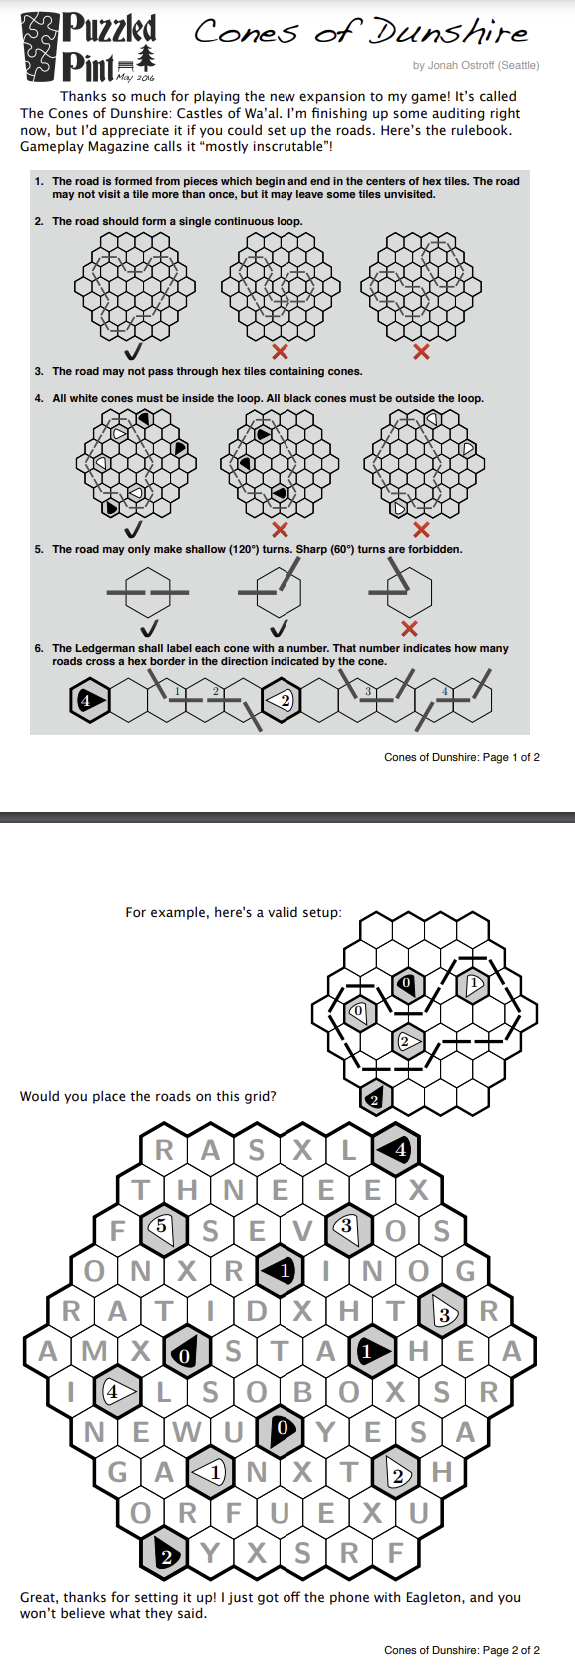 Puzzled
Pint
May 2016
Cones of Dunshire
by Jonah Ostroff (Seattle)
Thanks so much for playing the new expansion to my game! It's called
The Cones of Dunshire: Castles of Wa'al. I'm finishing up some auditing right
now, but I'd appreciate it if you could set up the roads. Here's the rulebook.
Gameplay Magazine calls it "mostly inscrutable"!
1. The road is formed from pieces which begin and end in the centers of hex tiles. The road
may not visit a tile more than once, but it may leave some tiles unvisited.
2. The road should form a single continuous loop.
3. The road may not pass through hex tiles containing cones.
4. All white cones must be inside the loop. All black cones must be outside the loop.
5. The road may only make shallow (120°) turns. Sharp (60°) turns are forbidden.
6. The Ledgerman shall label each cone with a number. That number indicates how many
roads cross a hex border in the direction indicated by the cone.
4 1 2 2 3 4
Cones of Dunshire: Page 1 of 2
For example, here's a valid setup:
0 1
0
2
2
Would you place the roads on this grid?
R A S X L 4
T H N E E E X
F 5 S E V 3 O S
O N X R 1 I N O G
R A T I D X H T 3 R
A M X 0 S T A 1 H E A
I 4 L S O B O X S R
N E W U 0 Y E S A
G A 1 N X T 2 H
O R F U E X U
2 Y X S R F
Great, thanks for setting it up! I just got off the phone with Eagleton, and you
won't believe what they said.
Cones of Dunshire: Page 2 of 2